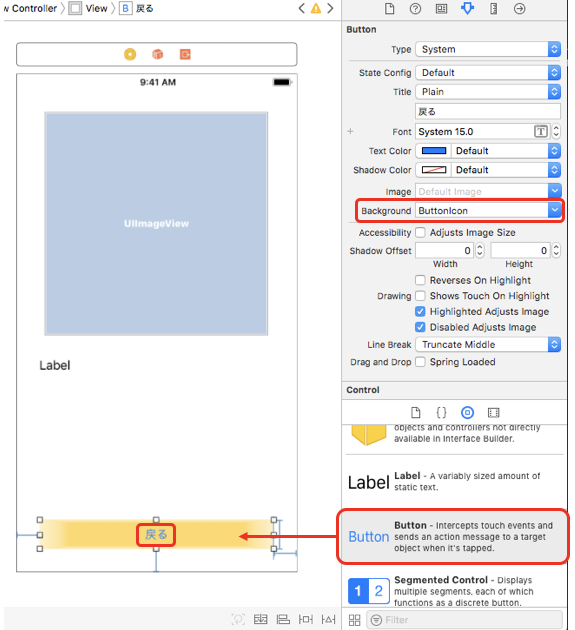 w Controller 〉 View 〉 B 戻る
9:41 AM
UIImageView
Label
戻る
Button
Type System
State Config Default
Title Plain
戻る
Font System 15.0 T
Text Color Default
Shadow Color Default
Image Default Image
Background ButtonIcon
Accessibility Adjusts Image Size
Shadow Offset 0 0
Width Height
Reverses On Highlight
Drawing Shows Touch On Highlight
Highlighted Adjusts Image
Disabled Adjusts Image
Line Break Truncate Middle
Drag and Drop Spring Loaded
Control
{ }
objects and controllers not directly
available in Interface Builder.
Label
Label - A variably sized amount of
static text.
Button
Button - Intercepts touch events and
sends an action message to a target
object when it's tapped.
1 2
Segmented Control - Displays
multiple segments, each of which
functions as a discrete button.
Filter